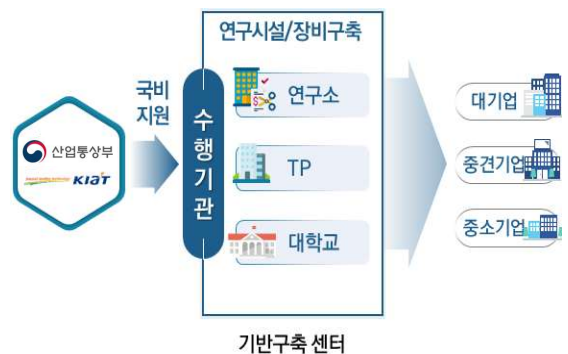 연구시설/장비구축
국비
지원
산업통상부
KIAT
수행기관
연구소
TP
대학교
대기업
중견기업
중소기업
기반구축 센터